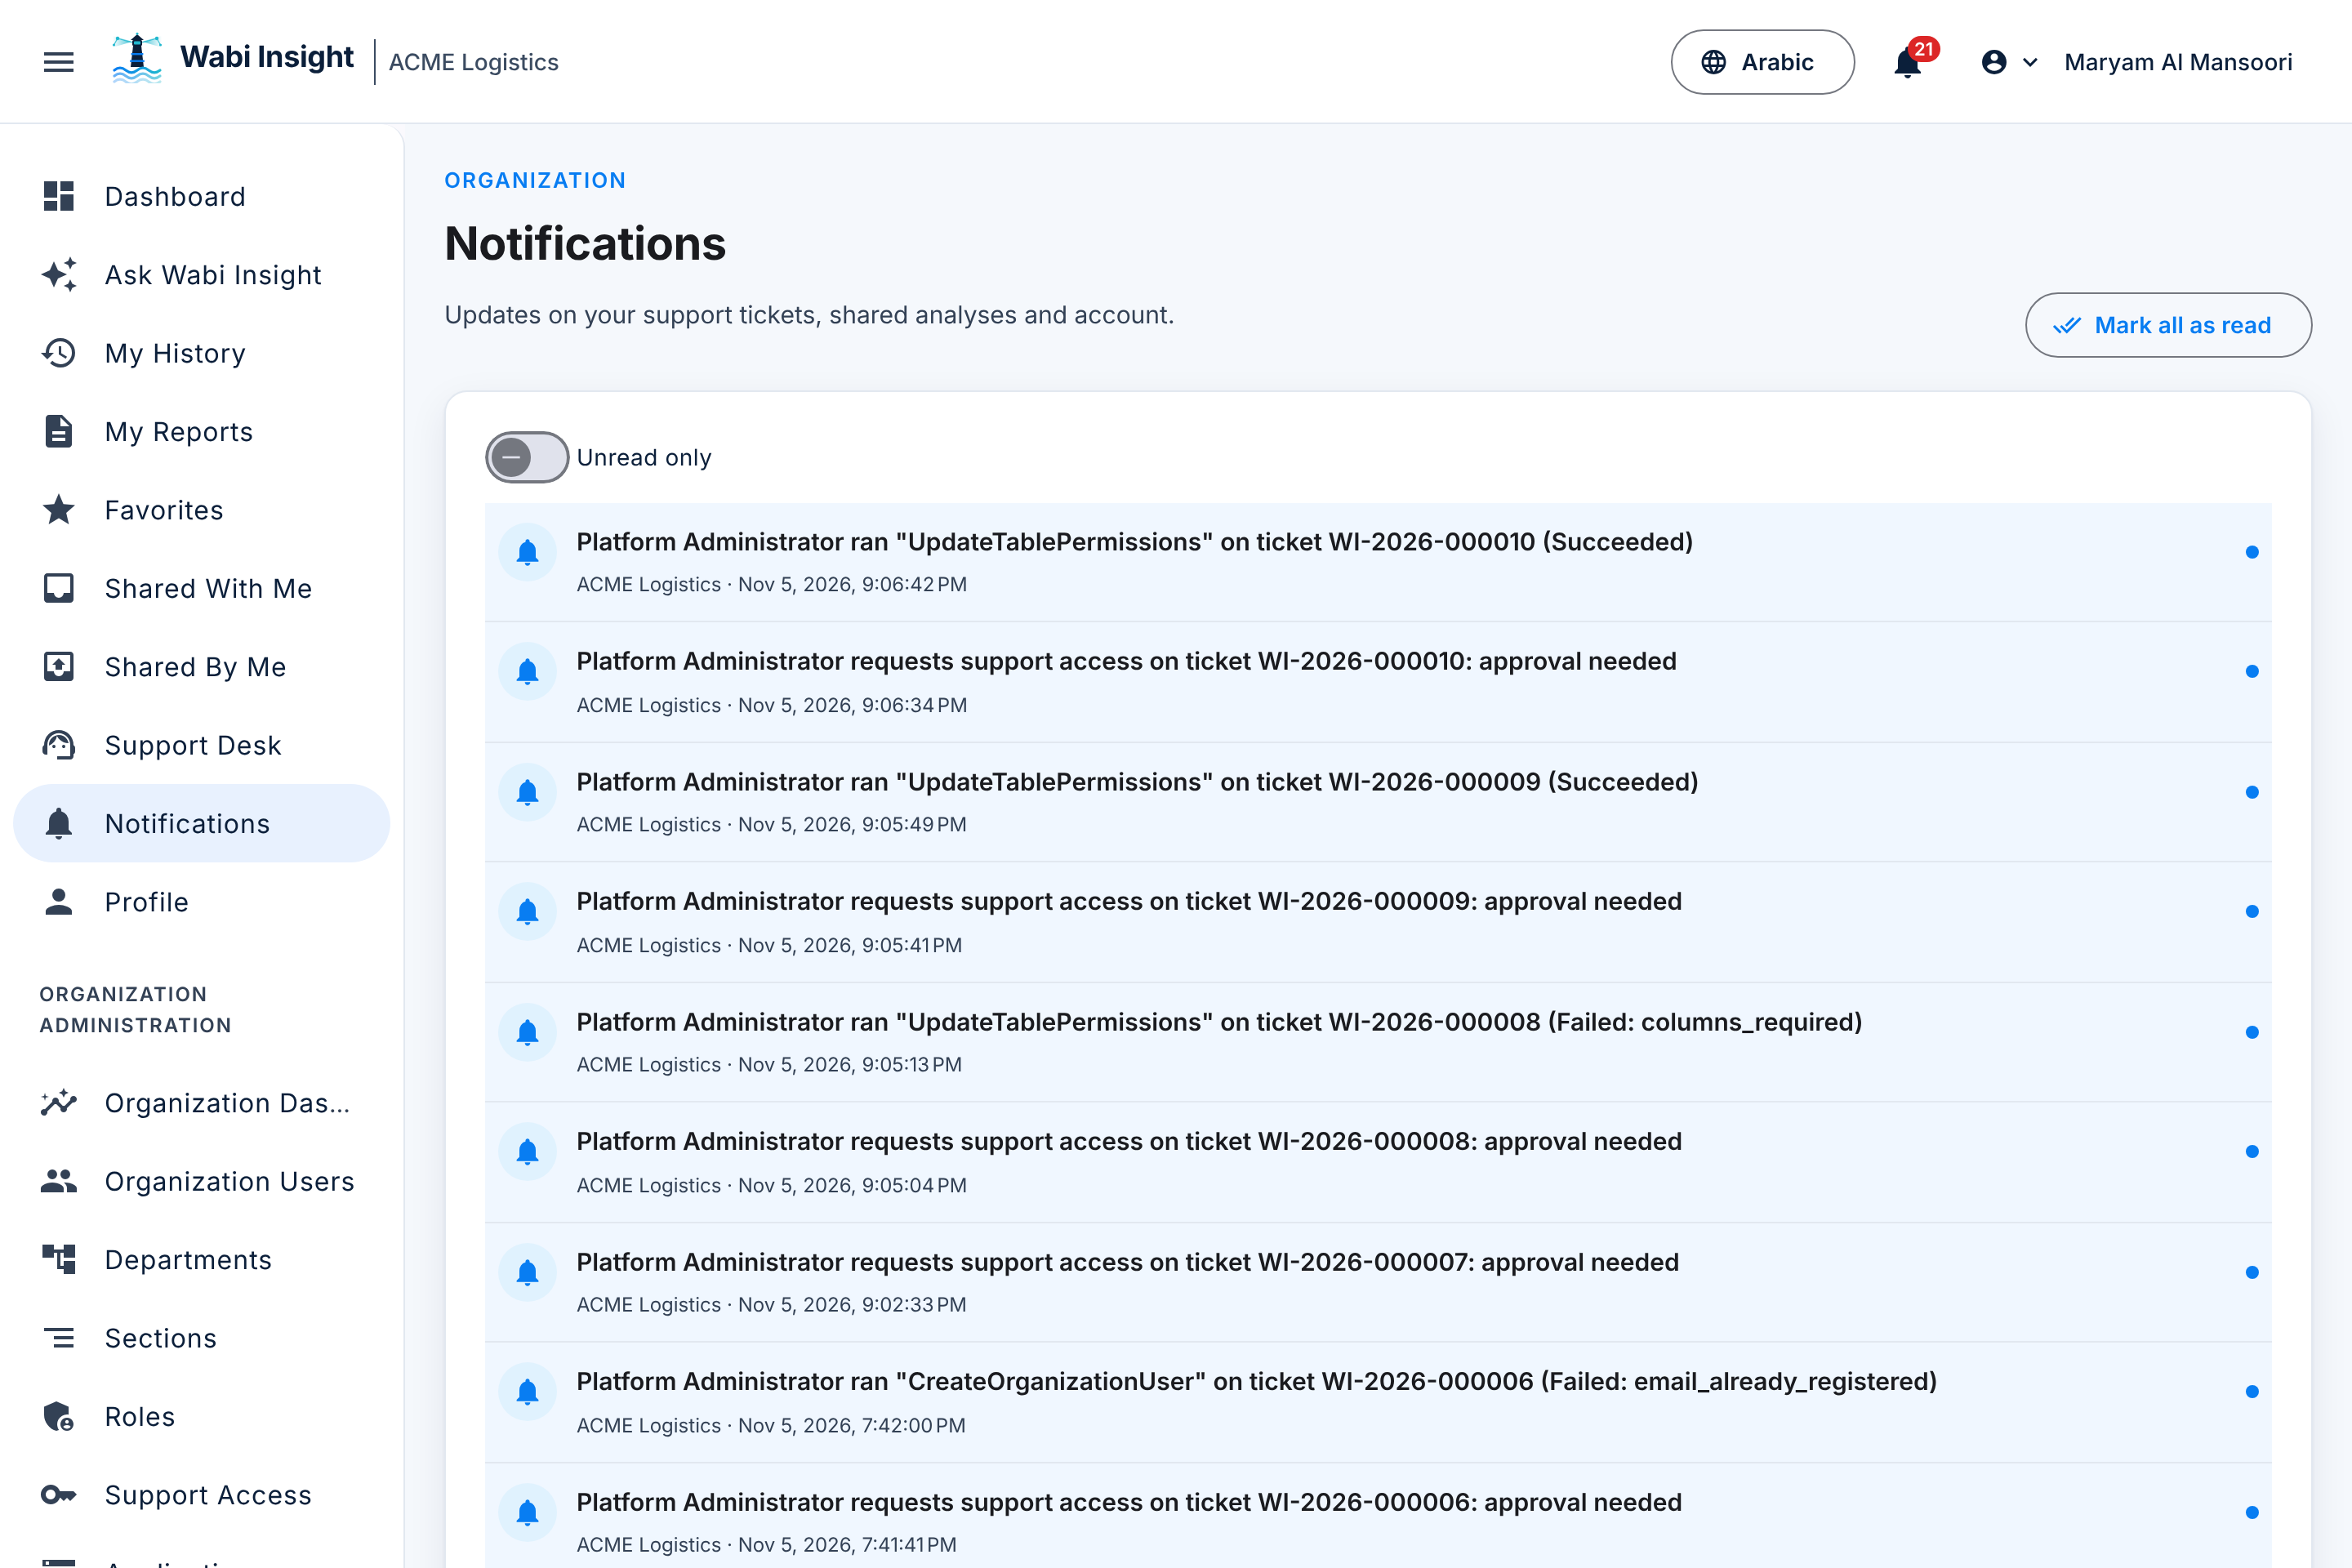 Wabi Insight
ACME Logistics
Arabic
21
Maryam Al Mansoori
Dashboard
Ask Wabi Insight
My History
My Reports
Favorites
Shared With Me
Shared By Me
Support Desk
Notifications
Profile
ORGANIZATION
ADMINISTRATION
Organization Das...
Organization Users
Departments
Sections
Roles
Support Access
ORGANIZATION
Notifications
Updates on your support tickets, shared analyses and account.
Mark all as read
Unread only
Platform Administrator ran "UpdateTablePermissions" on ticket WI-2026-000010 (Succeeded)
ACME Logistics · Nov 5, 2026, 9:06:42 PM
Platform Administrator requests support access on ticket WI-2026-000010: approval needed
ACME Logistics · Nov 5, 2026, 9:06:34 PM
Platform Administrator ran "UpdateTablePermissions" on ticket WI-2026-000009 (Succeeded)
ACME Logistics · Nov 5, 2026, 9:05:49 PM
Platform Administrator requests support access on ticket WI-2026-000009: approval needed
ACME Logistics · Nov 5, 2026, 9:05:41 PM
Platform Administrator ran "UpdateTablePermissions" on ticket WI-2026-000008 (Failed: columns_required)
ACME Logistics · Nov 5, 2026, 9:05:13 PM
Platform Administrator requests support access on ticket WI-2026-000008: approval needed
ACME Logistics · Nov 5, 2026, 9:05:04 PM
Platform Administrator requests support access on ticket WI-2026-000007: approval needed
ACME Logistics · Nov 5, 2026, 9:02:33 PM
Platform Administrator ran "CreateOrganizationUser" on ticket WI-2026-000006 (Failed: email_already_registered)
ACME Logistics · Nov 5, 2026, 7:42:00 PM
Platform Administrator requests support access on ticket WI-2026-000006: approval needed
ACME Logistics · Nov 5, 2026, 7:41:41 PM